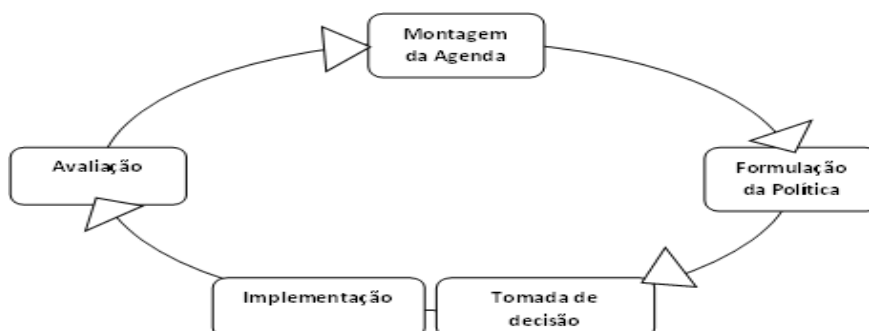 Montagem
da Agenda
Formulação
da Política
Tomada de
decisão
Implementação
Avaliação